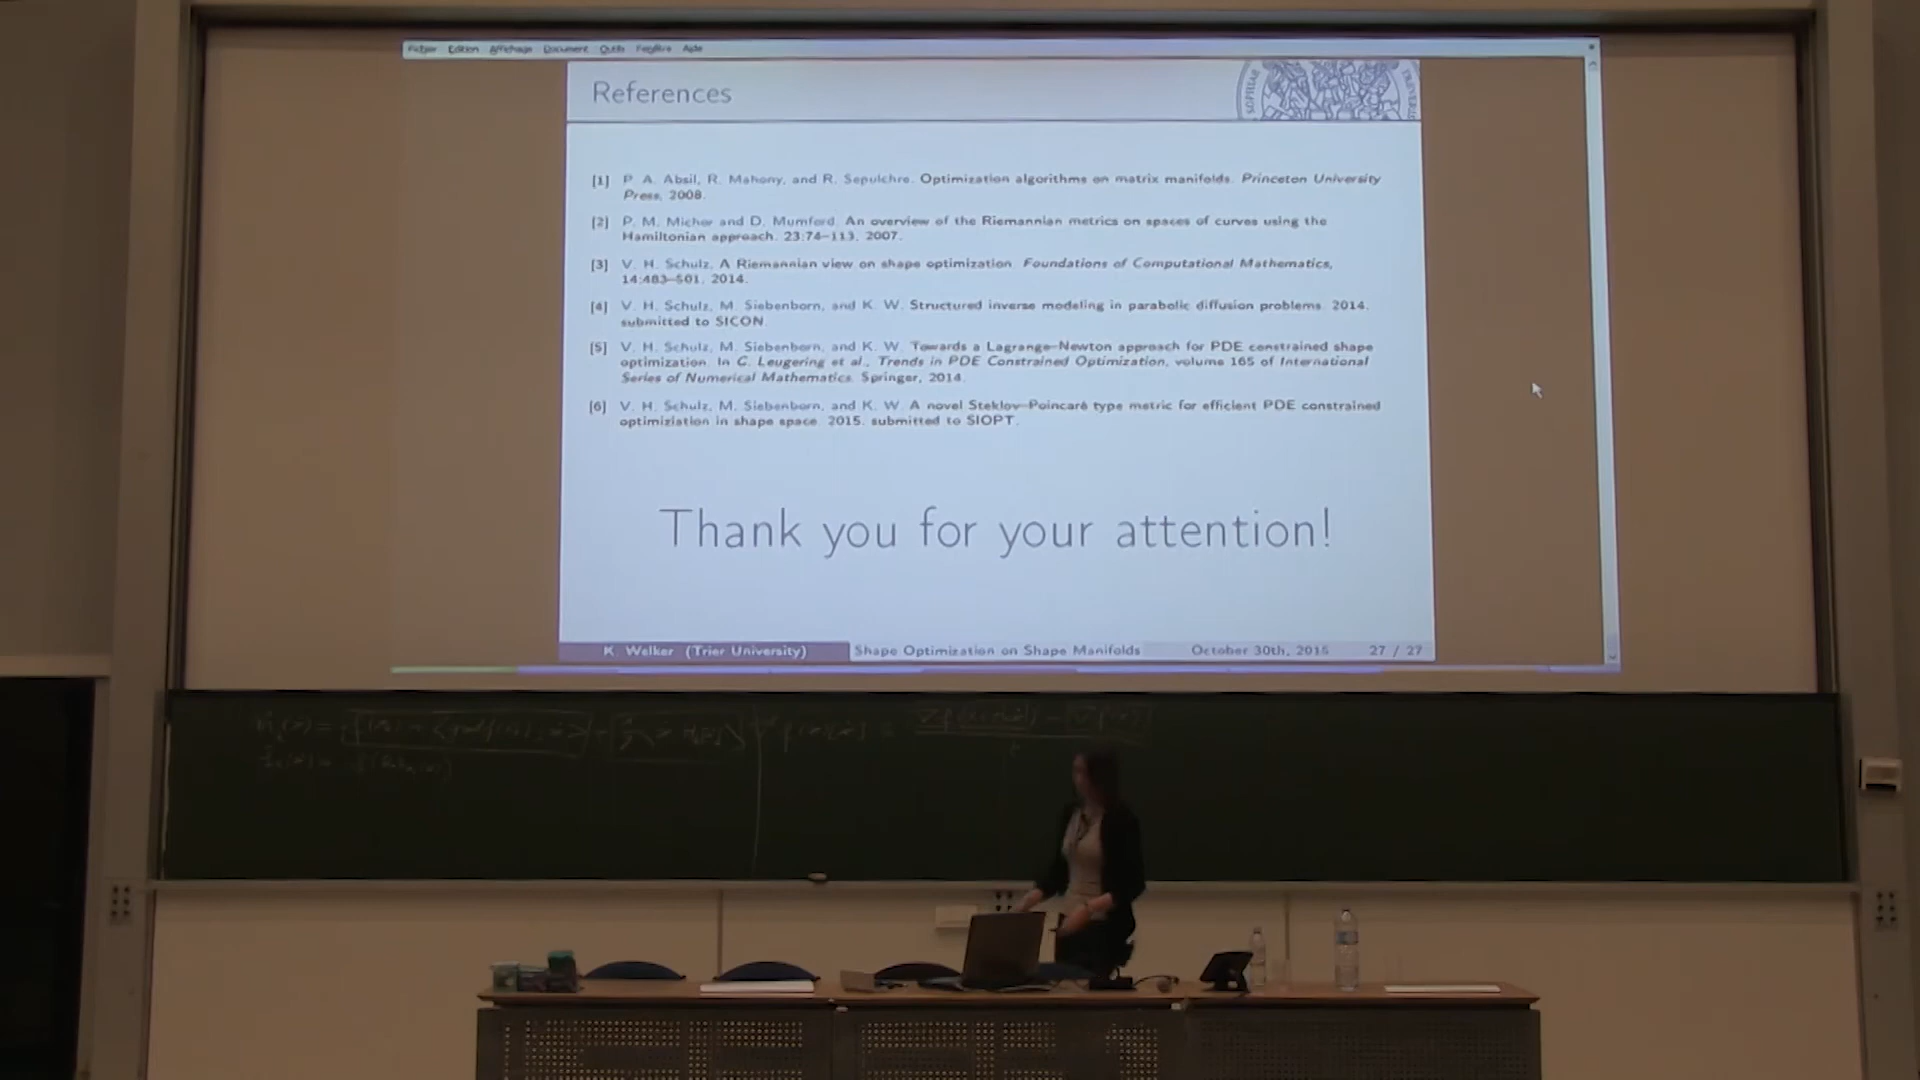 Fichier Edition Affichage Document Outils Fenêtre Aide
References
SOPHIAE TREVERIS
[1] P. A. Absil, R. Mahony, and R. Sepulchre. Optimization algorithms on matrix manifolds. Princeton University
Press, 2008.
[2] P. M. Michor and D. Mumford. An overview of the Riemannian metrics on spaces of curves using the
Hamiltonian approach. 23:74–113, 2007.
[3] V. H. Schulz. A Riemannian view on shape optimization. Foundations of Computational Mathematics,
14:483–501, 2014.
[4] V. H. Schulz, M. Siebenborn, and K. W. Structured inverse modeling in parabolic diffusion problems. 2014.
submitted to SICON.
[5] V. H. Schulz, M. Siebenborn, and K. W. Towards a Lagrange–Newton approach for PDE constrained shape
optimization. In G. Leugering et al., Trends in PDE Constrained Optimization, volume 165 of International
Series of Numerical Mathematics. Springer, 2014.
[6] V. H. Schulz, M. Siebenborn, and K. W. A novel Steklov–Poincaré type metric for efficient PDE constrained
optimiziation in shape space. 2015. submitted to SIOPT.
Thank you for your attention!
K. Welker (Trier University) Shape Optimization on Shape Manifolds October 30th, 2015 27 / 27